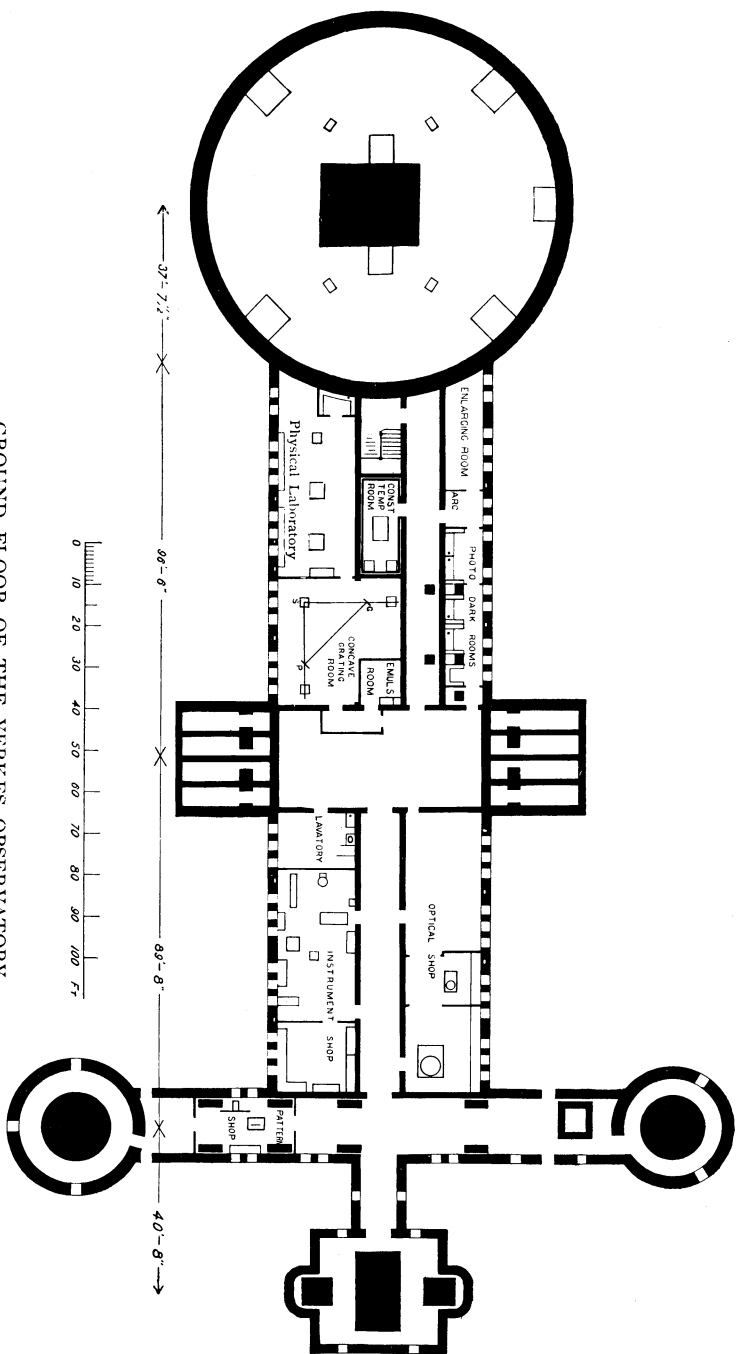 ENLARGING ROOM
ARC
PHOTO DARK ROOMS
CONST
TEMP
ROOM
Physical Laboratory
S
G
P
CONCAVE
GRATING
ROOM
EMULS
ROOM
LAVATORY
OPTICAL SHOP
INSTRUMENT SHOP
PATTERN
SHOP
37'-7½"
89'-8"
40'-8"
0 10 20 30 40 50 60 70 80 90 100 FT
GROUND FLOOR OF THE YERKES OBSERVATORY